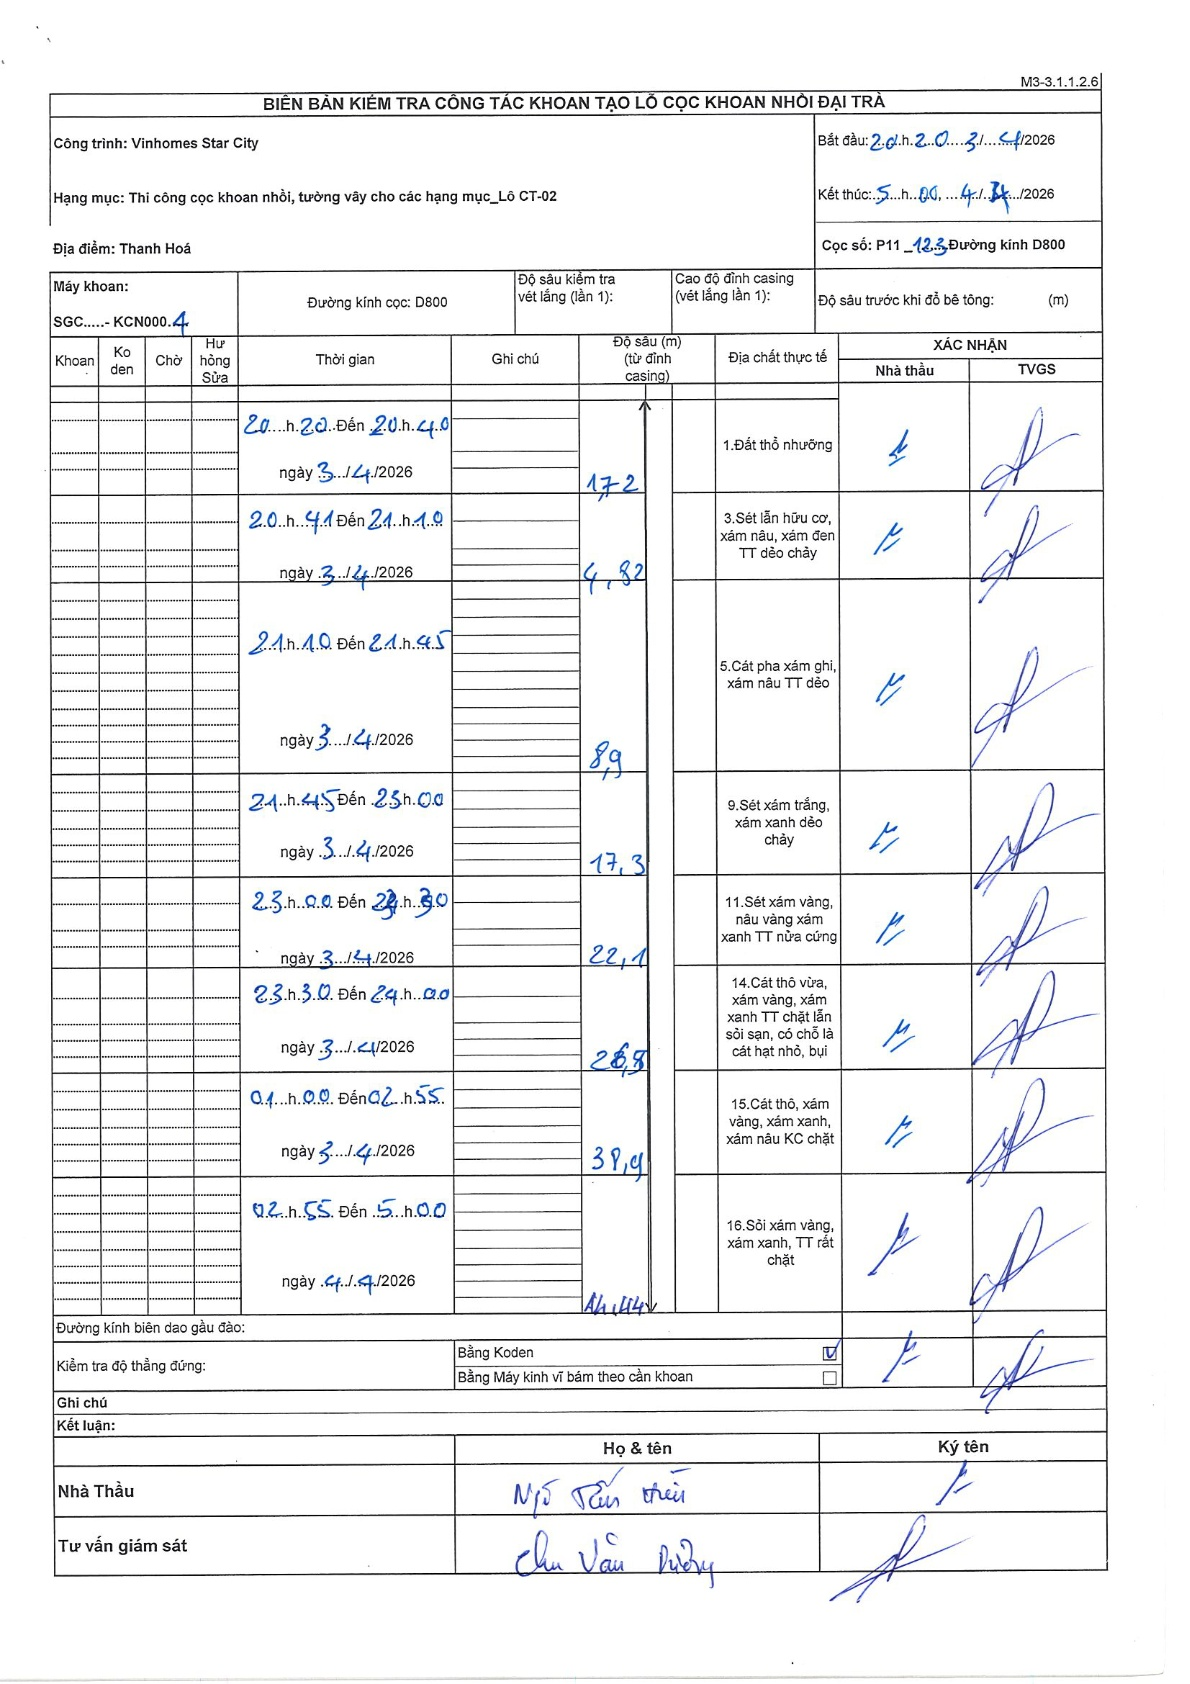 M3-3.1.1.2.6
BIÊN BẢN KIỂM TRA CÔNG TÁC KHOAN TẠO LỖ CỌC KHOAN NHỒI ĐẠI TRÀ
Công trình: Vinhomes Star City
Bắt đầu: 20.h.20...3/...4/2026
Hạng mục: Thi công cọc khoan nhồi, tường vây cho các hạng mục_Lô CT-02
Kết thúc: 5...h..00, ...4./.../2026
Địa điểm: Thanh Hoá
Cọc số: P11 _123 Đường kính D800
Máy khoan:
SGC.....- KCN000.4
Đường kính cọc: D800
Độ sâu kiểm tra
vét lắng (lần 1):
Cao độ đỉnh casing
(vét lắng lần 1):
Độ sâu trước khi đổ bê tông: (m)
Khoan
Ko
den
Chờ
Hư
hỏng
Sửa
Thời gian
Ghi chú
Độ sâu (m)
(từ đỉnh
casing)
Địa chất thực tế
XÁC NHẬN
Nhà thầu
TVGS
20...h.20..Đến 20.h.40
ngày 3.../4./2026
1,72
1.Đất thổ nhưỡng
20..h..41 Đến 21..h.10
ngày .3../4./2026
4,82
3.Sét lẫn hữu cơ,
xám nâu, xám đen
TT dẻo chảy
21.h.10. Đến 21.h.45
ngày 3.../.4./2026
8,9
5.Cát pha xám ghi,
xám nâu TT dẻo
21..h.45 Đến .23h.00
ngày .3.../.4./2026
17,3
9.Sét xám trắng,
xám xanh dẻo
chảy
23.h..00 Đến 23.h..30
ngày .3.../.4./2026
22,1
11.Sét xám vàng,
nâu vàng xám
xanh TT nửa cứng
23.h.30. Đến 24.h..00
ngày .3.../.4/2026
26,8
14.Cát thô vừa,
xám vàng, xám
xanh TT chặt lẫn
sỏi sạn, có chỗ là
cát hạt nhỏ, bụi
01...h.00. Đến 02..h.55.
ngày 3.../.4./2026
38,9
15.Cát thô, xám
vàng, xám xanh,
xám nâu KC chặt
02..h..55. Đến ..5..h.00
ngày .4../.4./2026
16.Sỏi xám vàng,
xám xanh, TT rất
chặt
Đường kính biên dao gầu đào:
Kiểm tra độ thẳng đứng:
Bằng Koden
Bằng Máy kinh vĩ bám theo cần khoan
Ghi chú
Kết luận:
Họ & tên
Ký tên
Nhà Thầu
Ngô Tấn
Tư vấn giám sát
Chu Văn Dưỡng